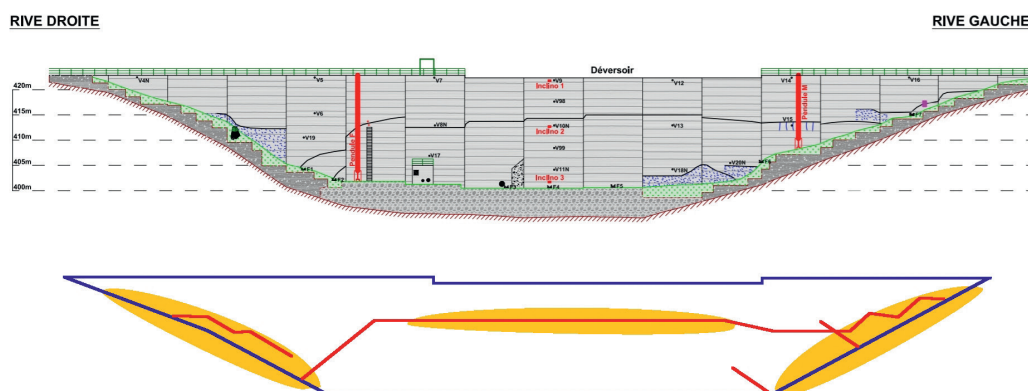 RIVE DROITE
RIVE GAUCHE
Déversoir
V4N
V5
V7
V9
V12
V14
V16
Inclino 1
420m
V98
415m
V6
V8N
V10N
V13
V15
F7
Inclino 2
410m
V19
V99
405m
V17
V20N
F6
F1
V11N
V18N
Inclino 3
400m
F2
F3
F4
F5
Pendule M